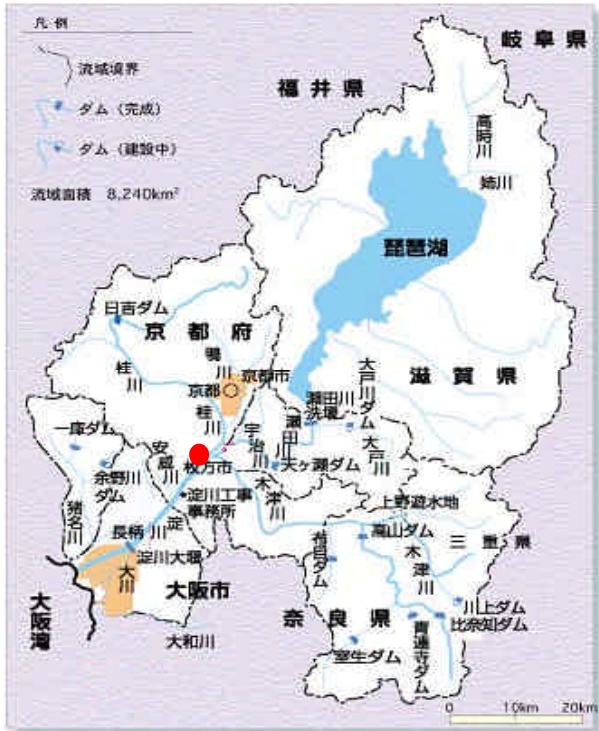 凡例
流域境界
ダム（完成）
ダム（建設中）
流域面積 8,240km²
岐阜県
福井県
高時川
姉川
琵琶湖
日吉ダム
京都府
鴨川
桂川
京都
京都市
桂川
滋賀県
大戸川ダム
瀬田川洗堰
瀬田川
宇治川
大戸川
天ヶ瀬ダム
一庫ダム
余野川ダム
安威川
枚方市
木津川
淀川工事
事務所
猪名川
長柄
淀川
淀川大堰
大川
大阪市
大阪湾
大和川
上野遊水地
高山ダム
三重県
布目ダム
木津川
川上ダム
比奈知ダム
奈良県
青蓮寺ダム
室生ダム
0 10km 20km